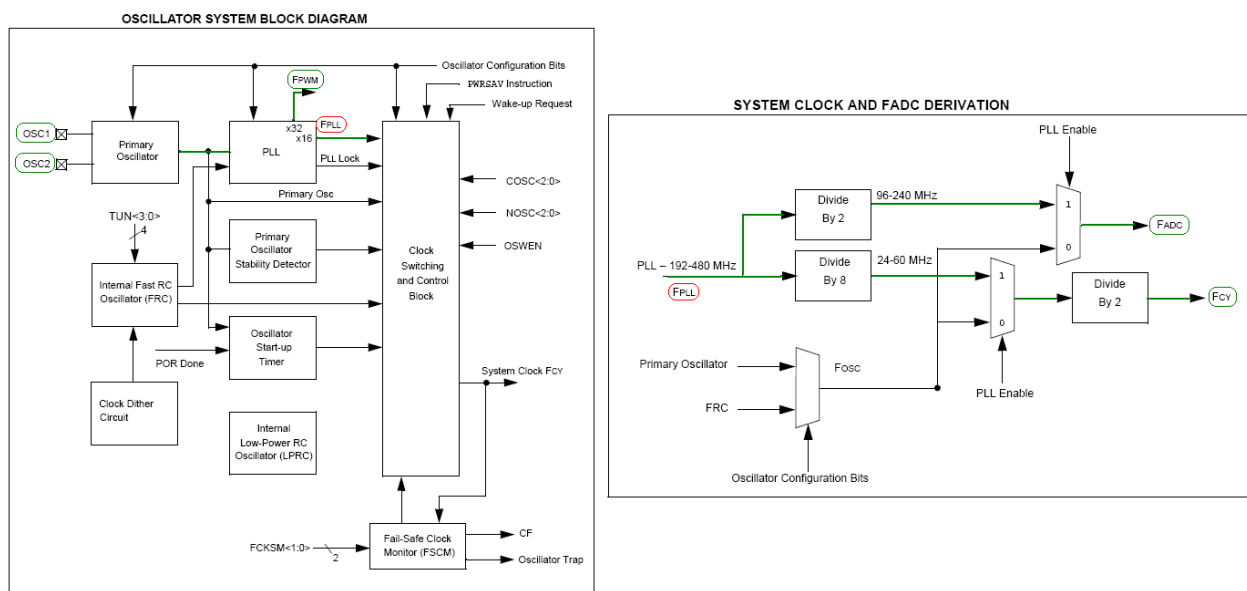 OSCILLATOR SYSTEM BLOCK DIAGRAM
Oscillator Configuration Bits
FPWM
PWRSAV Instruction
Wake-up Request
OSC1
OSC2
Primary
Oscillator
PLL
x32
x16
FPLL
PLL Lock
Primary Osc
COSC<2:0>
NOSC<2:0>
OSWEN
TUN<3:0>
4
Primary
Oscillator
Stability Detector
Clock
Switching
and Control
Block
Internal Fast RC
Oscillator (FRC)
Oscillator
Start-up
Timer
POR Done
System Clock FCY
Clock Dither
Circuit
Internal
Low-Power RC
Oscillator (LPRC)
FCKSM<1:0>
2
Fail-Safe Clock
Monitor (FSCM)
CF
Oscillator Trap
SYSTEM CLOCK AND FADC DERIVATION
PLL Enable
Divide
By 2
96-240 MHz
1
0
FADC
PLL – 192-480 MHz
FPLL
Divide
By 8
24-60 MHz
1
0
Divide
By 2
FCY
Primary Oscillator
FOSC
FRC
PLL Enable
Oscillator Configuration Bits